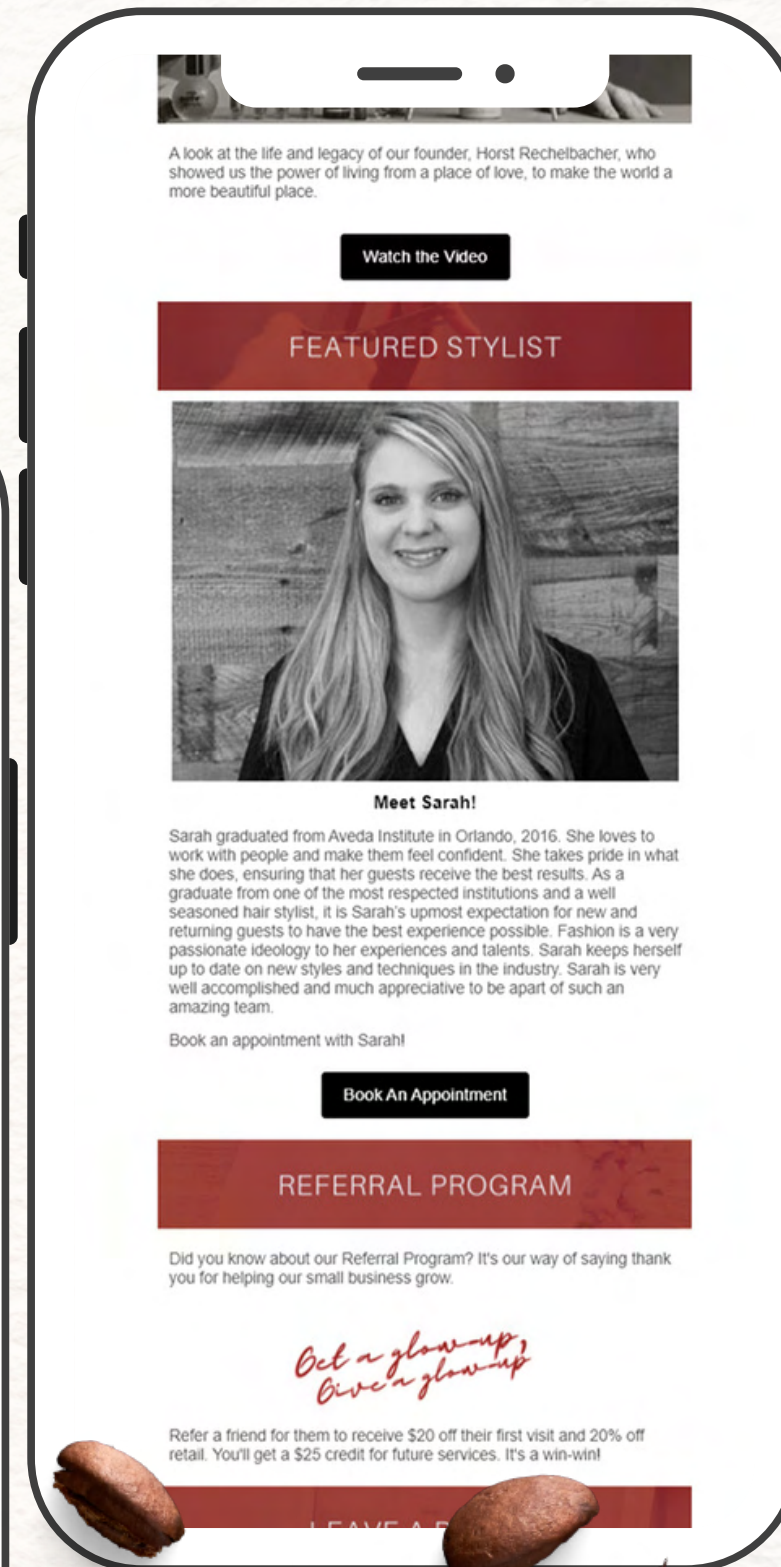 A look at the life and legacy of our founder, Horst Rechelbacher, who
showed us the power of living from a place of love, to make the world a
more beautiful place.
Watch the Video
FEATURED STYLIST
Meet Sarah!
Sarah graduated from Aveda Institute in Orlando, 2016. She loves to
work with people and make them feel confident. She takes pride in what
she does, ensuring that her guests receive the best results. As a
graduate from one of the most respected institutions and a well
seasoned hair stylist, it is Sarah's upmost expectation for new and
returning guests to have the best experience possible. Fashion is a very
passionate ideology to her experiences and talents. Sarah keeps herself
up to date on new styles and techniques in the industry. Sarah is very
well accomplished and much appreciative to be apart of such an
amazing team.
Book an appointment with Sarah!
Book An Appointment
REFERRAL PROGRAM
Did you know about our Referral Program? It's our way of saying thank
you for helping our small business grow.
Get a glow-up,
Give a glow-up
Refer a friend for them to receive $20 off their first visit and 20% off
retail. You'll get a $25 credit for future services. It's a win-win!
LEAVE A